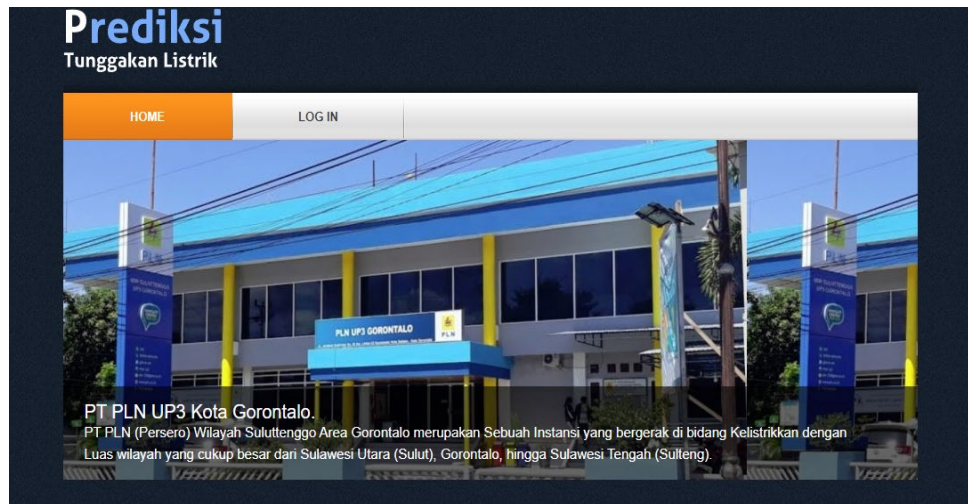 Prediksi
Tunggakan Listrik
HOME
LOG IN
PLN
PLN
PLN UP3 GORONTALO
PLN
PT PLN UP3 Kota Gorontalo.
PT PLN (Persero) Wilayah Suluttenggo Area Gorontalo merupakan Sebuah Instansi yang bergerak di bidang Kelistrikkan dengan
Luas wilayah yang cukup besar dari Sulawesi Utara (Sulut), Gorontalo, hingga Sulawesi Tengah (Sulteng).